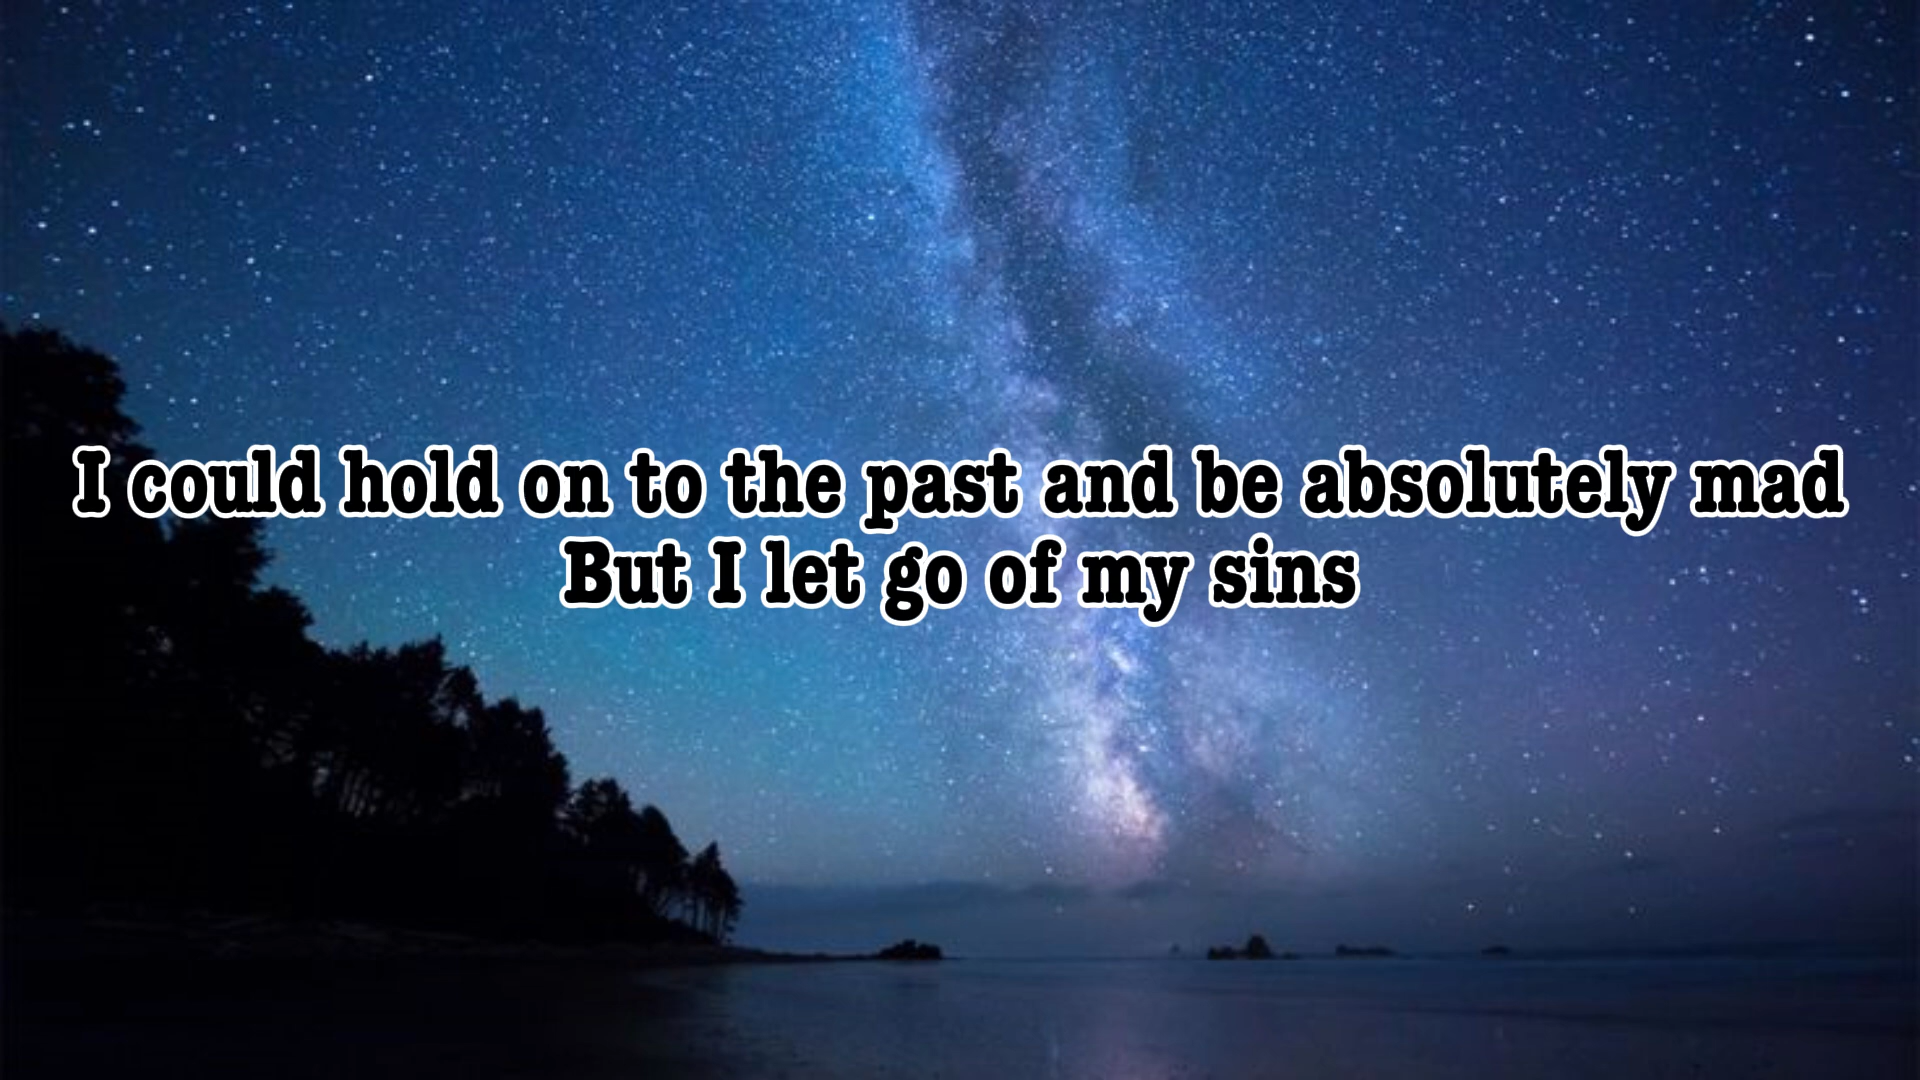 I could hold on to the past and be absolutely mad
But I let go of my sins